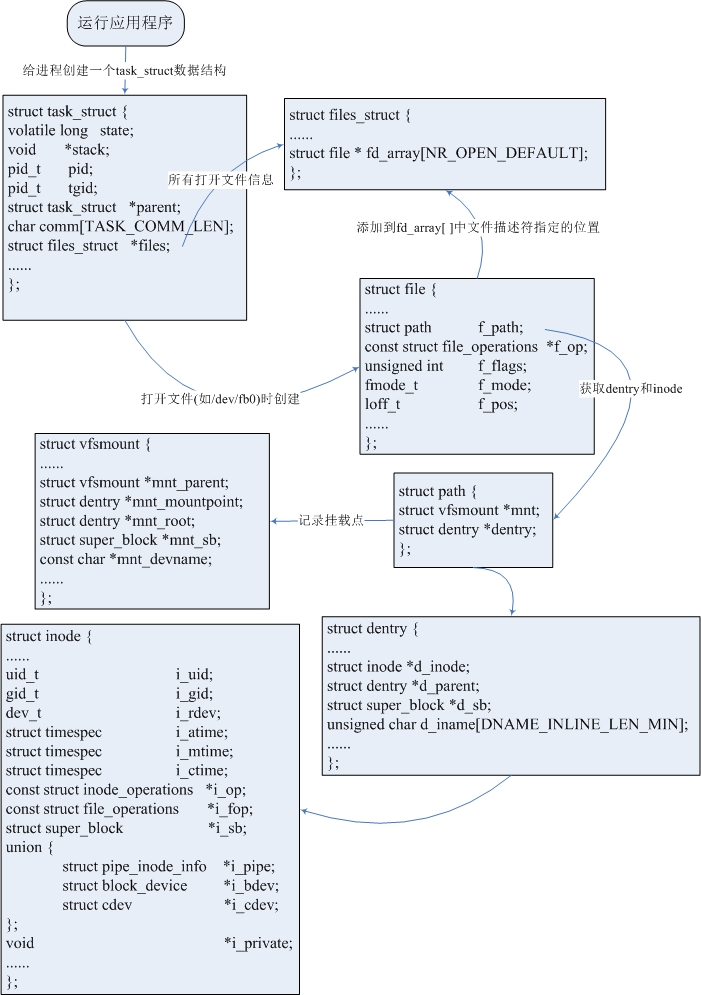 运行应用程序
给进程创建一个task_struct数据结构
struct task_struct {
volatile long state;
void *stack;
pid_t pid;
pid_t tgid;
struct task_struct *parent;
char comm[TASK_COMM_LEN];
struct files_struct *files;
......
};
所有打开文件信息
struct files_struct {
......
struct file * fd_array[NR_OPEN_DEFAULT];
};
添加到fd_array[ ]中文件描述符指定的位置
打开文件(如/dev/fb0)时创建
struct file {
......
struct path f_path;
const struct file_operations *f_op;
unsigned int f_flags;
fmode_t f_mode;
loff_t f_pos;
......
};
获取dentry和inode
struct path {
struct vfsmount *mnt;
struct dentry *dentry;
};
记录挂载点
struct vfsmount {
......
struct vfsmount *mnt_parent;
struct dentry *mnt_mountpoint;
struct dentry *mnt_root;
struct super_block *mnt_sb;
const char *mnt_devname;
......
};
struct dentry {
......
struct inode *d_inode;
struct dentry *d_parent;
struct super_block *d_sb;
unsigned char d_iname[DNAME_INLINE_LEN_MIN];
......
};
struct inode {
......
uid_t i_uid;
gid_t i_gid;
dev_t i_rdev;
struct timespec i_atime;
struct timespec i_mtime;
struct timespec i_ctime;
const struct inode_operations *i_op;
const struct file_operations *i_fop;
struct super_block *i_sb;
union {
struct pipe_inode_info *i_pipe;
struct block_device *i_bdev;
struct cdev *i_cdev;
};
void *i_private;
......
};